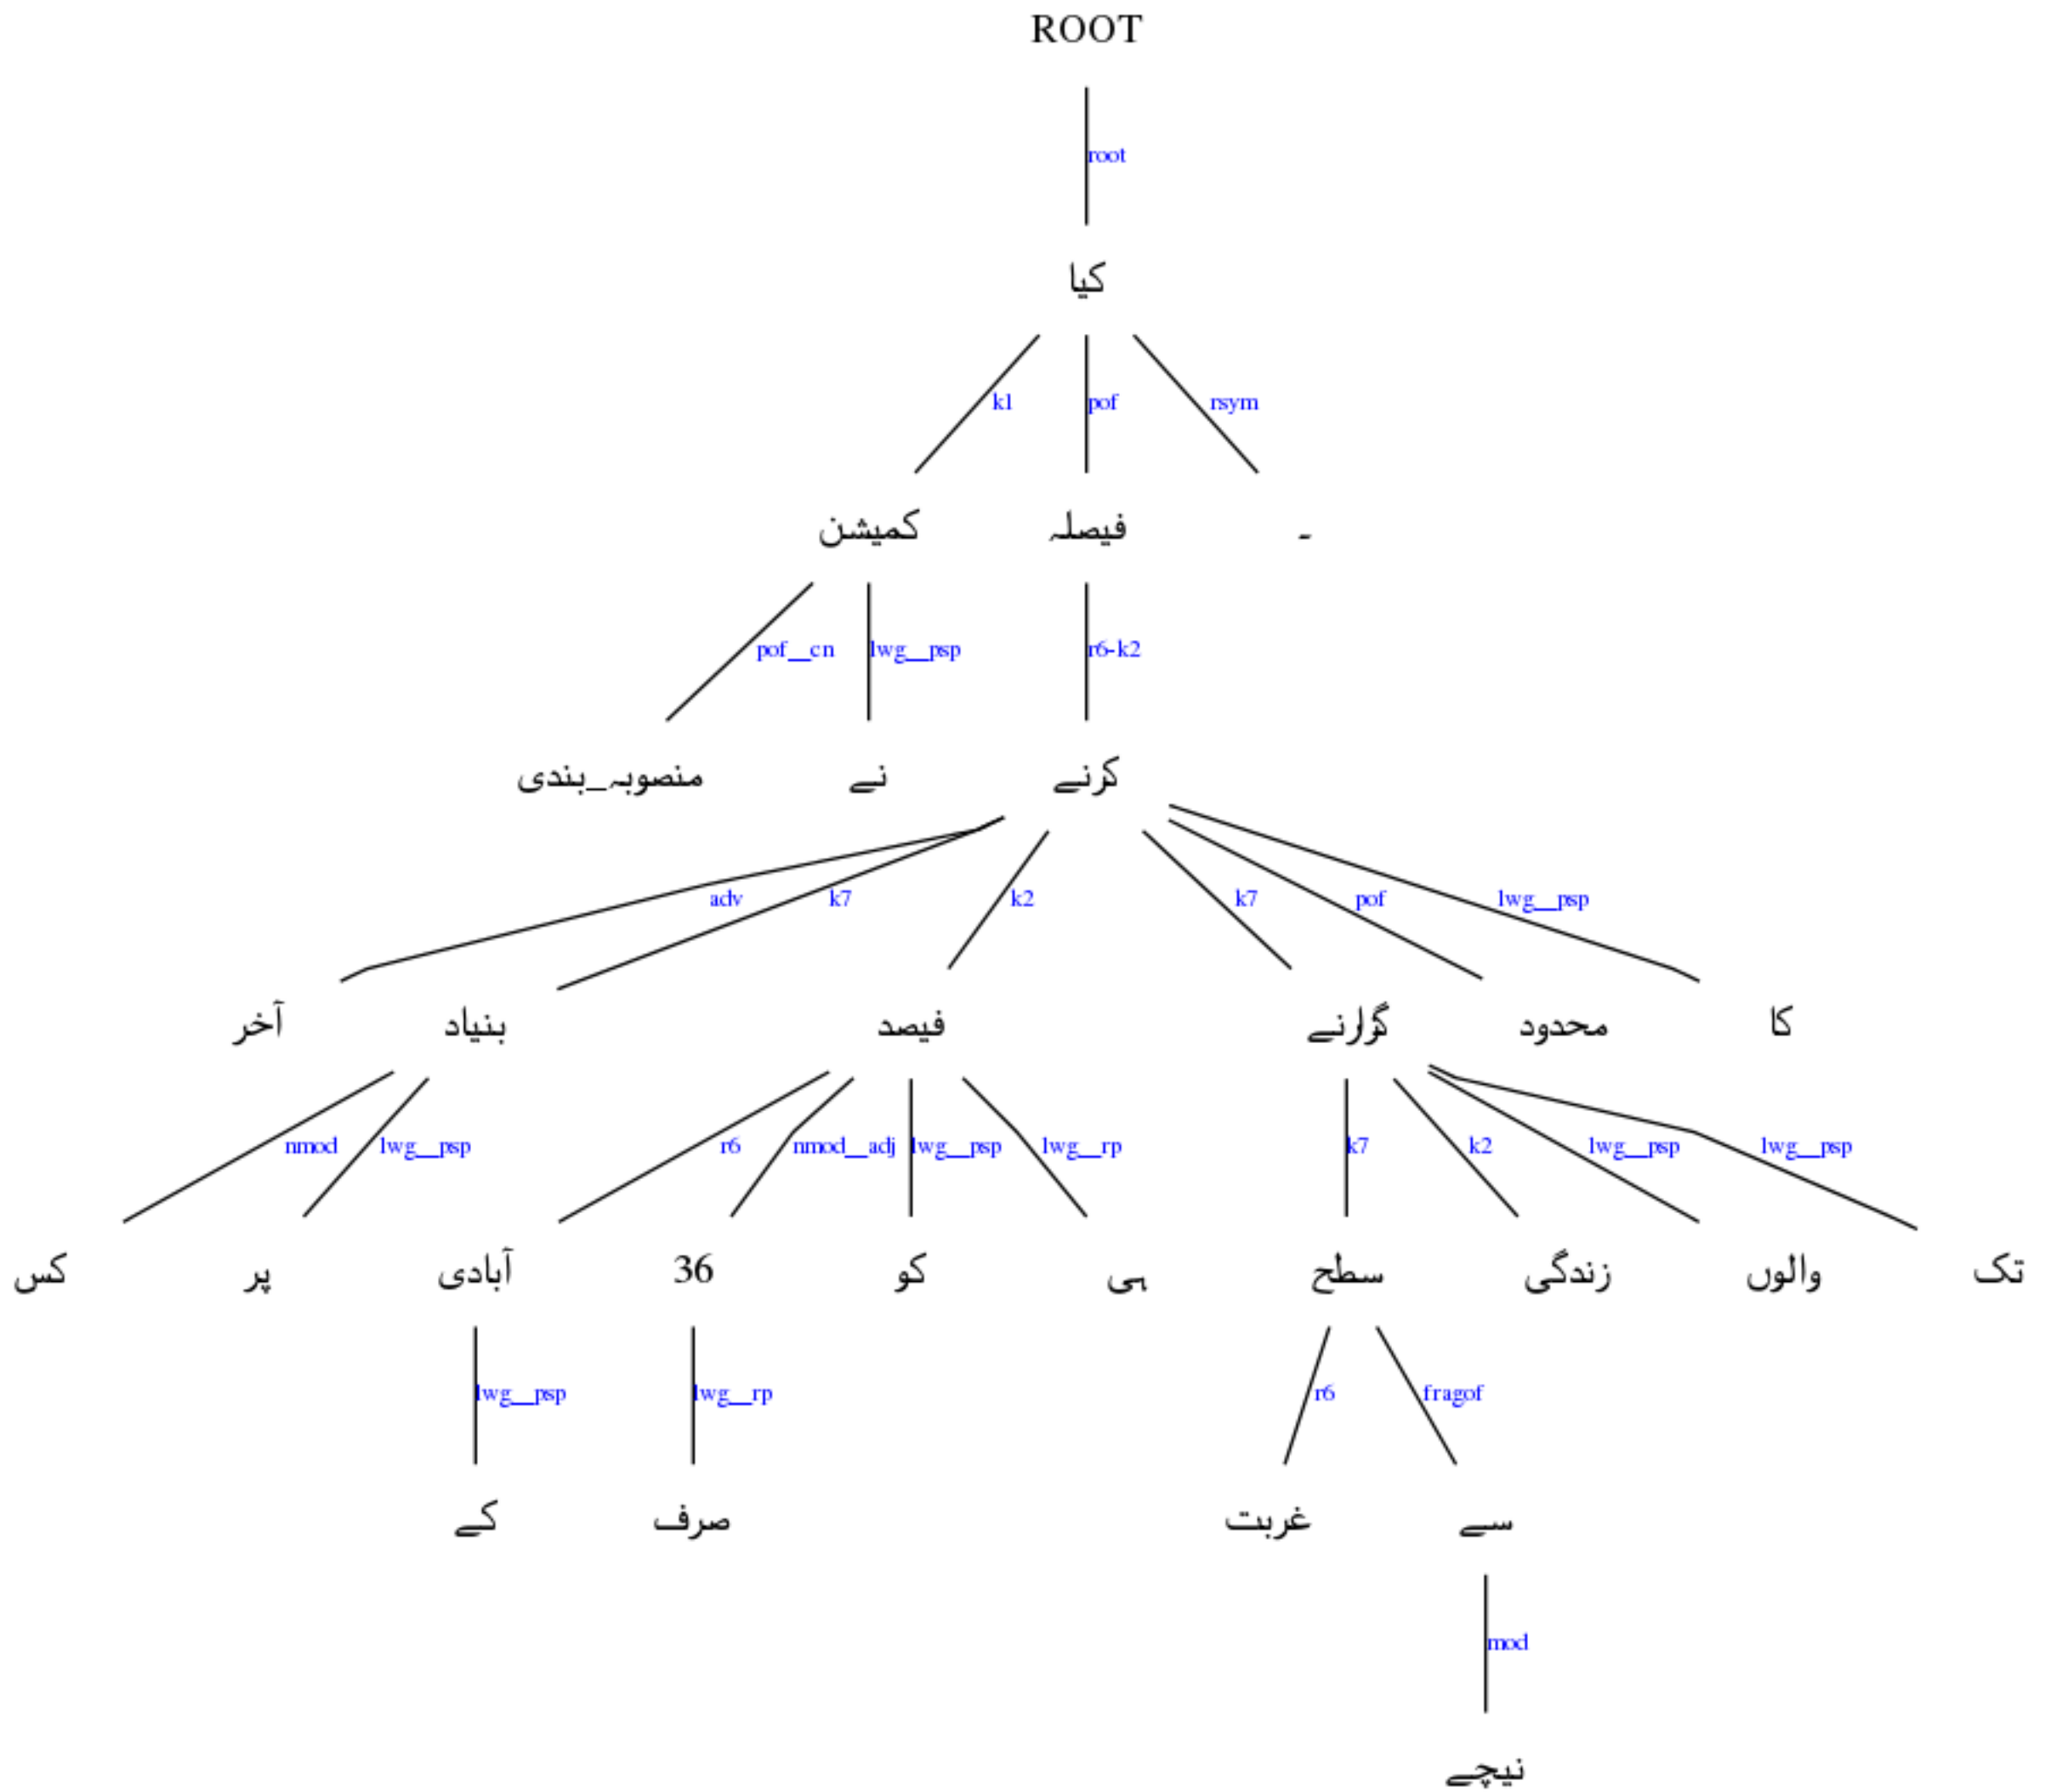 ROOT
root
کیا
k1 pof rsym
کمیشن فیصلہ ۔
pof__cn lwg__psp r6-k2
منصوبہ_بندی نے کرنے
adv k7 k2 k7 pof lwg__psp
آخر بنیاد فیصد گزارنے محدود کا
nmod lwg__psp r6 nmod__adj lwg__psp lwg__rp k7 k2 lwg__psp lwg__psp
کس پر آبادی 36 کو ہی سطح زندگی والوں تک
lwg__psp lwg__rp r6 fragof
کے صرف غربت سے
mod
نیچے